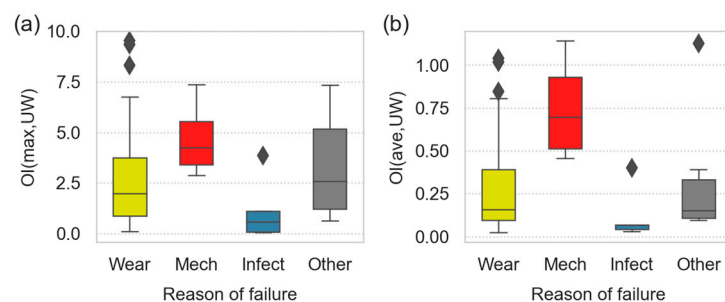 (a)
OI(max,UW)
10.0
7.5
5.0
2.5
0.0
Wear Mech Infect Other
Reason of failure
(b)
OI(ave,UW)
1.00
0.75
0.50
0.25
0.00
Wear Mech Infect Other
Reason of failure